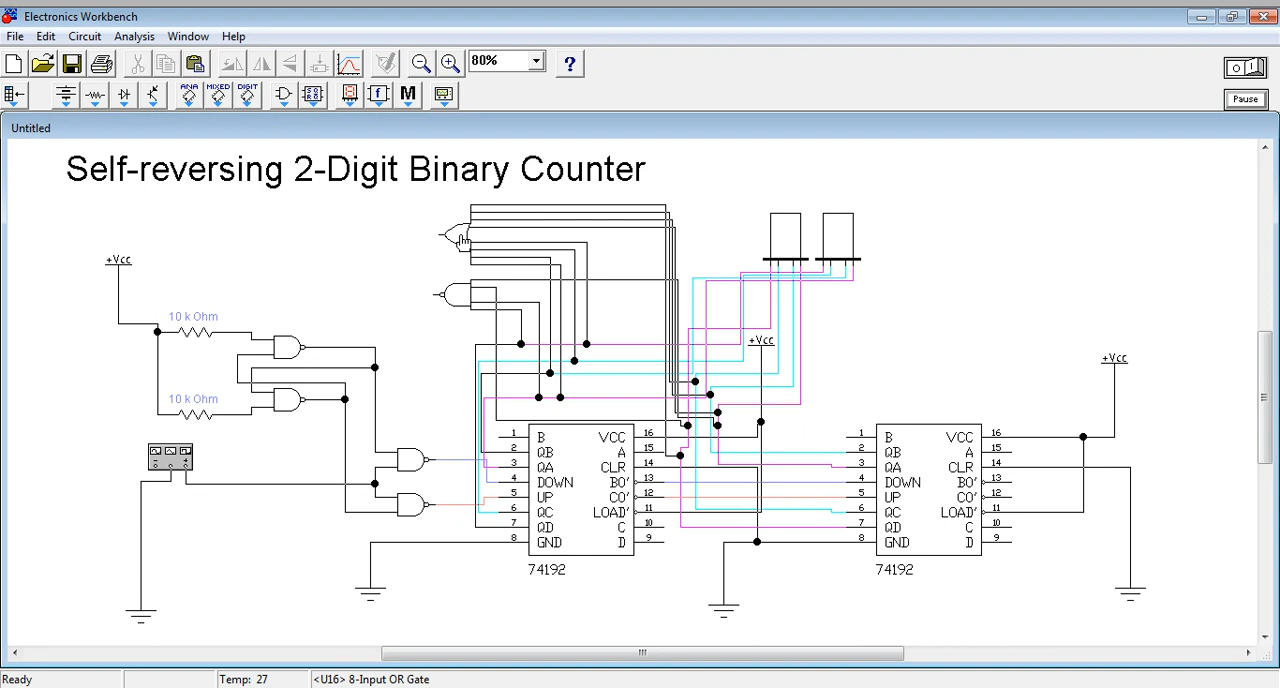 Electronics Workbench
File Edit Circuit Analysis Window Help
80%
?
O I
ANA MIXED DIGIT f M
Pause
Untitled
Self-reversing 2-Digit Binary Counter
+Vcc
10 k Ohm
+Vcc
+Vcc
10 k Ohm
1 B VCC 16
2 QB A 15
3 QA CLR 14
4 DOWN BO' 13
5 UP CO' 12
6 QC LOAD' 11
7 QD C 10
8 GND D 9
74192
1 B VCC 16
2 QB A 15
3 QA CLR 14
4 DOWN BO' 13
5 UP CO' 12
6 QC LOAD' 11
7 QD C 10
8 GND D 9
74192
Ready Temp: 27 <U16> 8-Input OR Gate